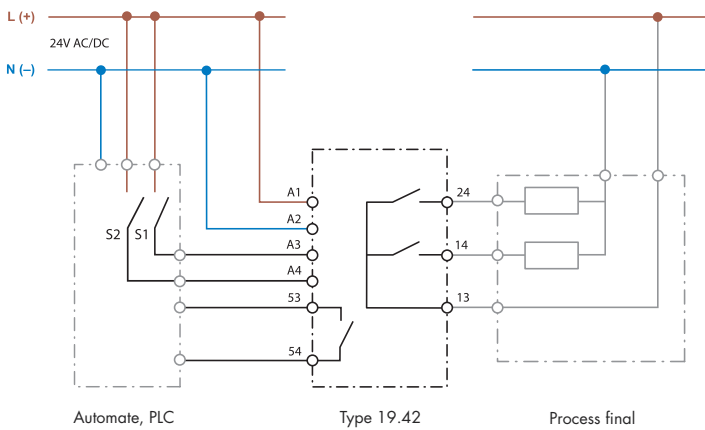 L (+)
24V AC/DC
N (–)
A1
24
A2
S2
S1
A3
14
A4
53
13
54
Automate, PLC
Type 19.42
Process final